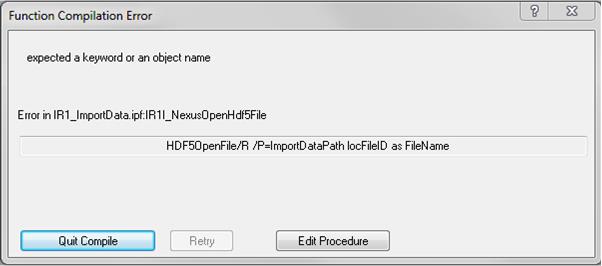 Function Compilation Error
expected a keyword or an object name
Error in IR1_ImportData.ipf:IR1I_NexusOpenHdf5File
HDF5OpenFile/R /P=ImportDataPath locFileID as FileName
Quit Compile Retry Edit Procedure